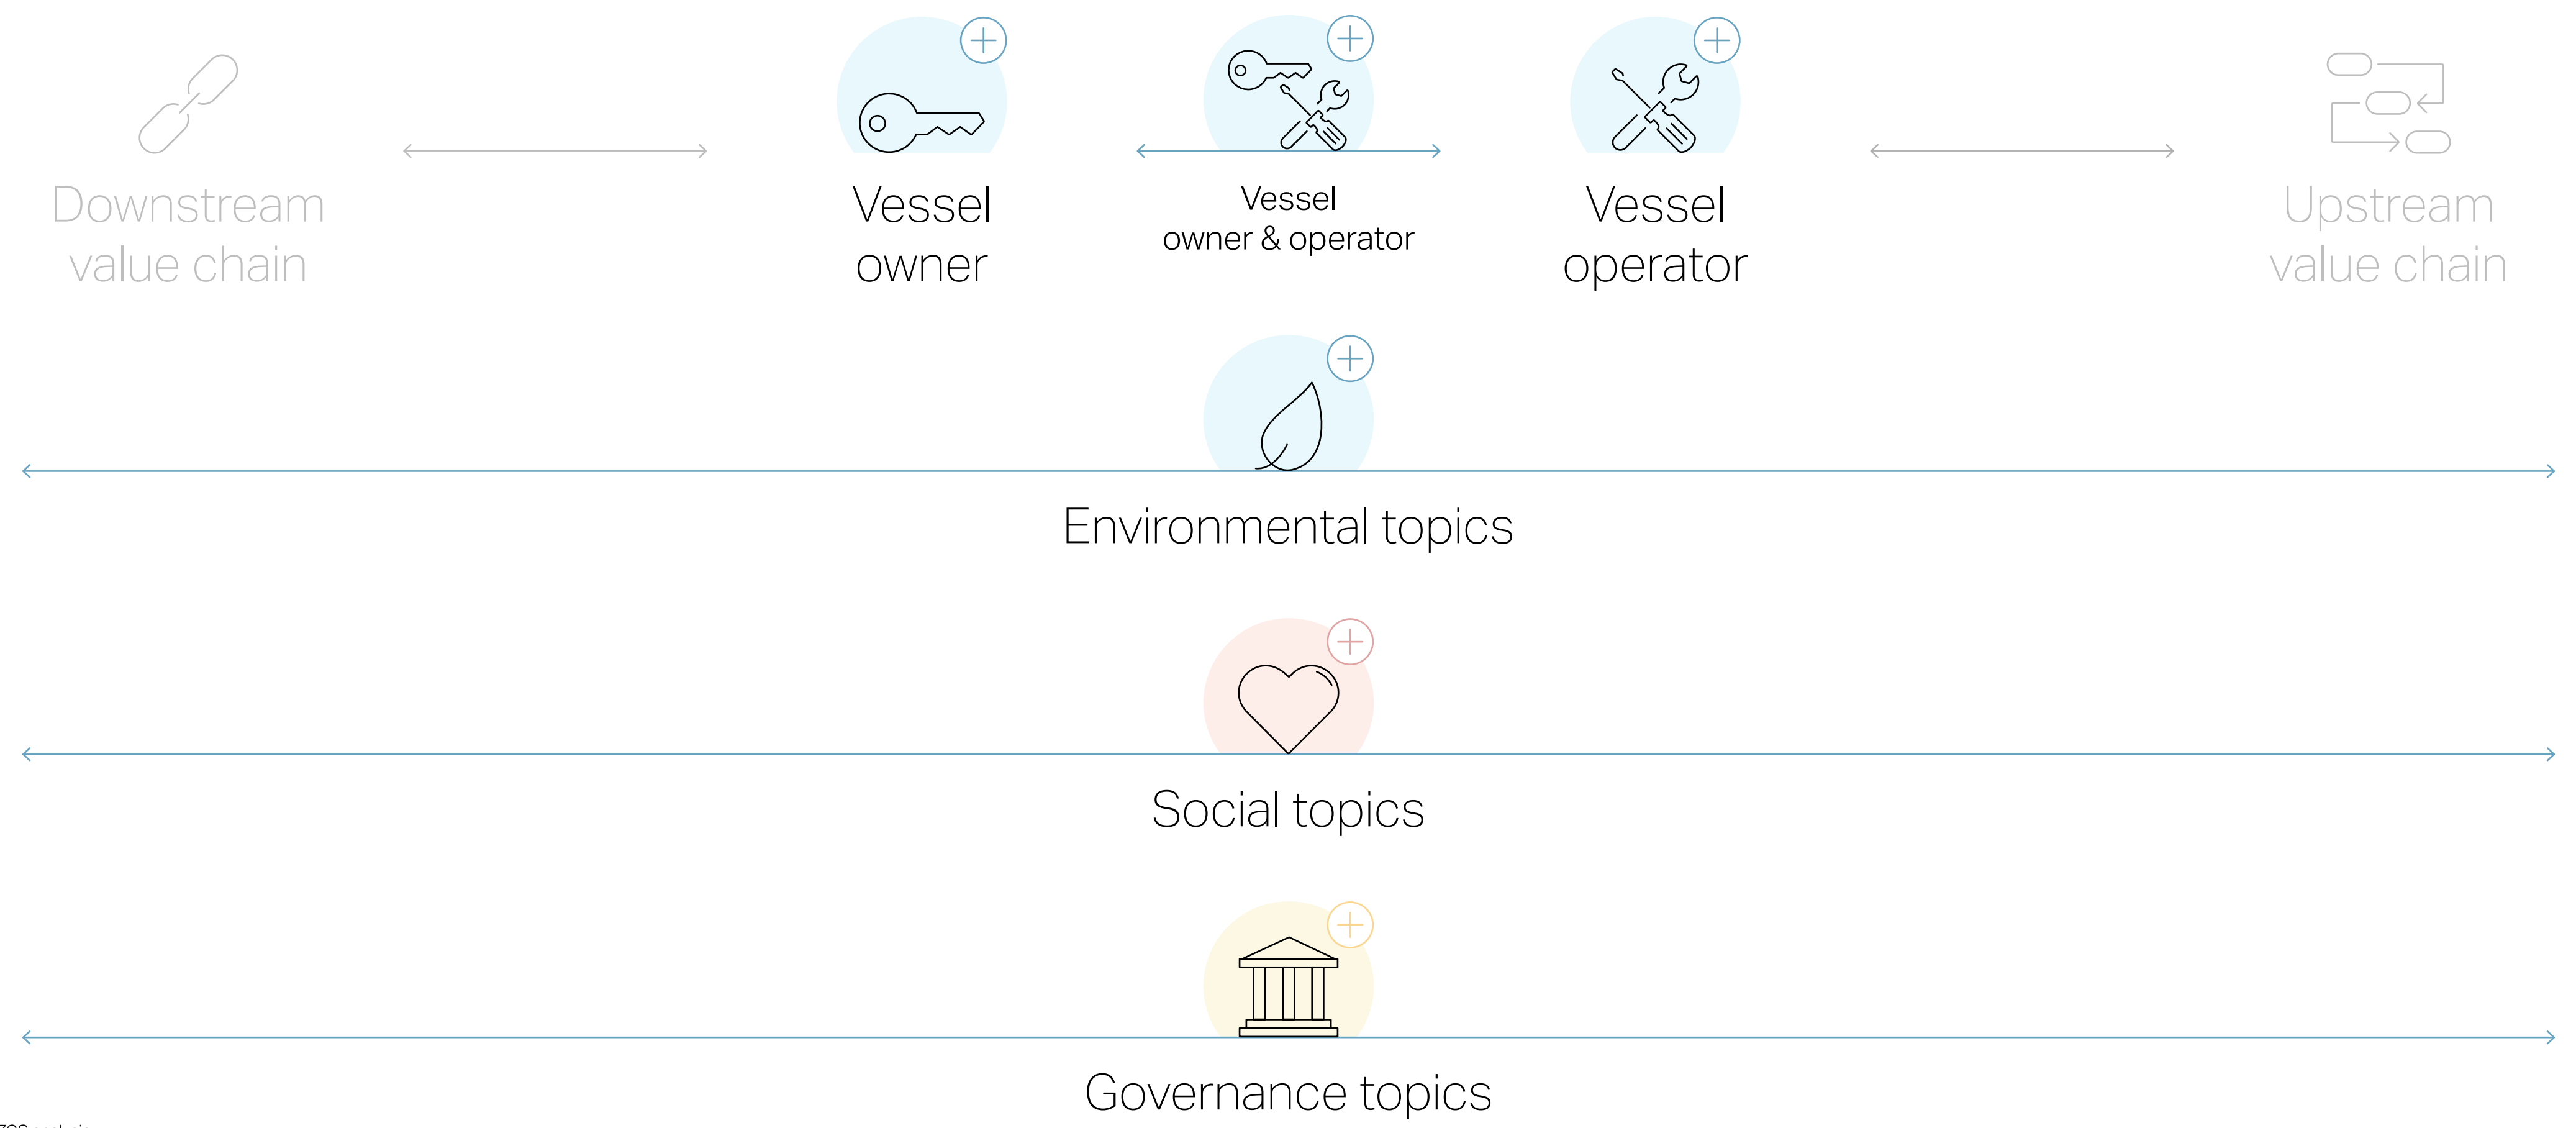 Downstream
value chain
Vessel
owner
Vessel
owner & operator
Vessel
operator
Upstream
value chain
Environmental topics
Social topics
Governance topics